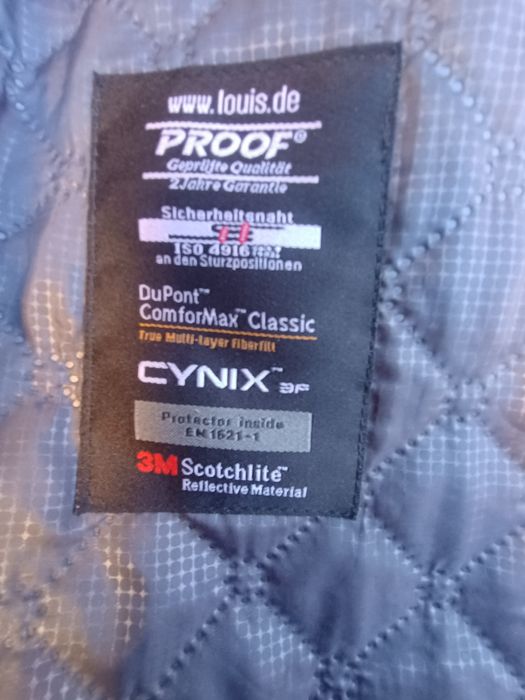 www.louis.de
PROOF®
Geprüfte Qualität
2 Jahre Garantie
Sicherheitsnaht
ISO 4916
an den Sturzpositionen
DuPont™
ComforMax™ Classic
True Multi-layer Fiberfill
CYNIX™
Protector inside
EN 1621-1
3M Scotchlite™
Reflective Material